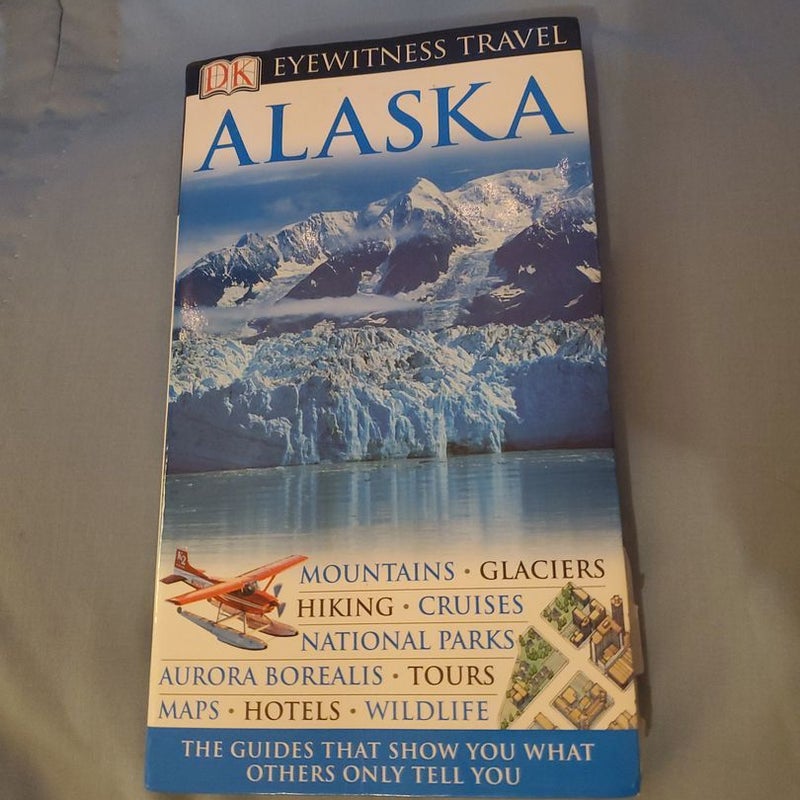 DK EYEWITNESS TRAVEL
ALASKA
MOUNTAINS • GLACIERS
HIKING • CRUISES
NATIONAL PARKS
AURORA BOREALIS • TOURS
MAPS • HOTELS • WILDLIFE
THE GUIDES THAT SHOW YOU WHAT
OTHERS ONLY TELL YOU